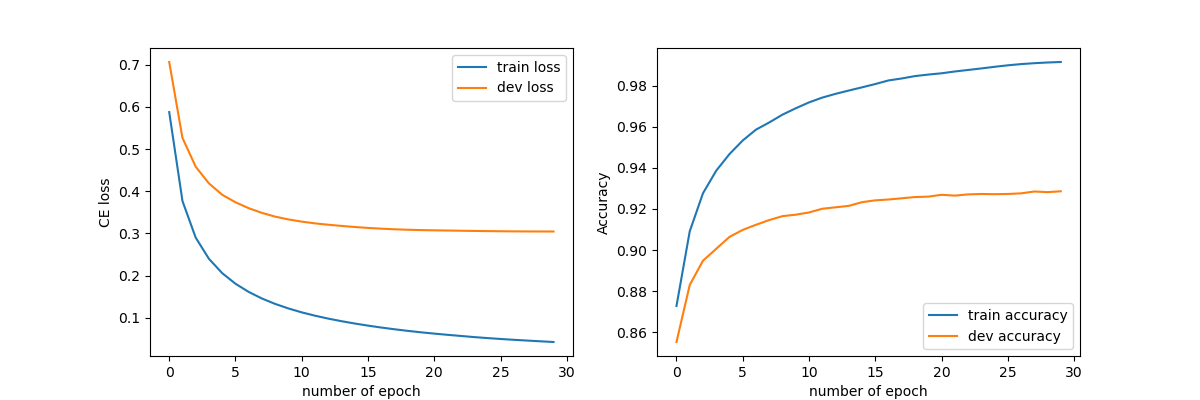 0.7
0.6
0.5
0.4
0.3
0.2
0.1
CE loss
0 5 10 15 20 25 30
number of epoch
train loss
dev loss
0.98
0.96
0.94
0.92
0.90
0.88
0.86
Accuracy
0 5 10 15 20 25 30
number of epoch
train accuracy
dev accuracy